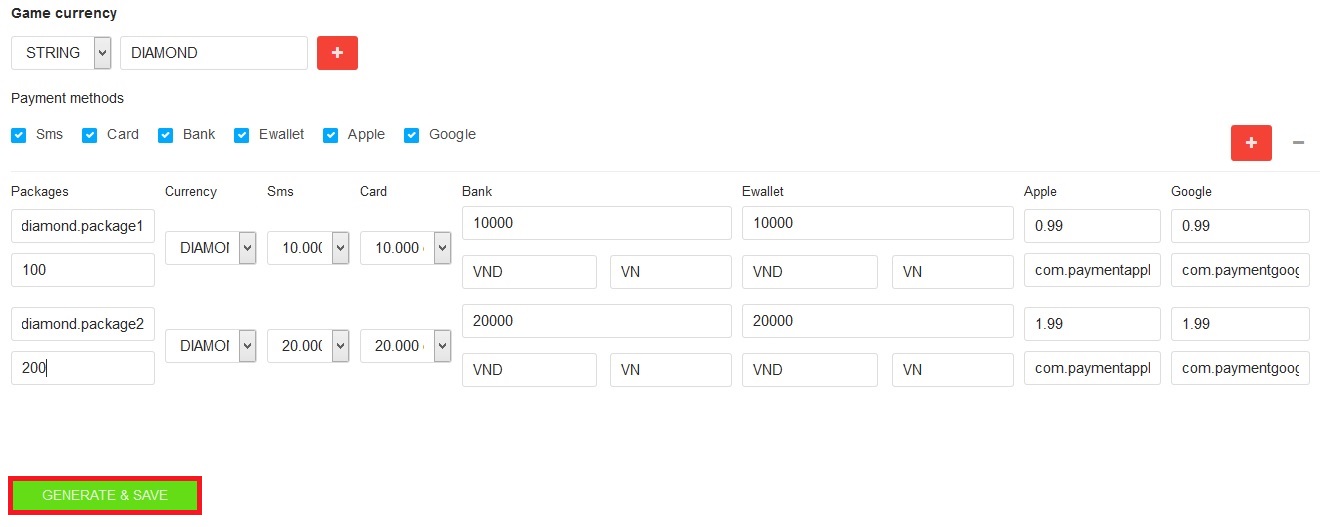 Game currency
STRING DIAMOND +
Payment methods
Sms Card Bank Ewallet Apple Google + −
Packages Currency Sms Card Bank Ewallet Apple Google
diamond.package1 10000 10000 0.99 0.99
DIAMO 10.000 10.000
100 VND VN VND VN com.paymentappl com.paymentgoog
diamond.package2 20000 20000 1.99 1.99
DIAMO 20.000 20.000
200 VND VN VND VN com.paymentappl com.paymentgoog
GENERATE & SAVE